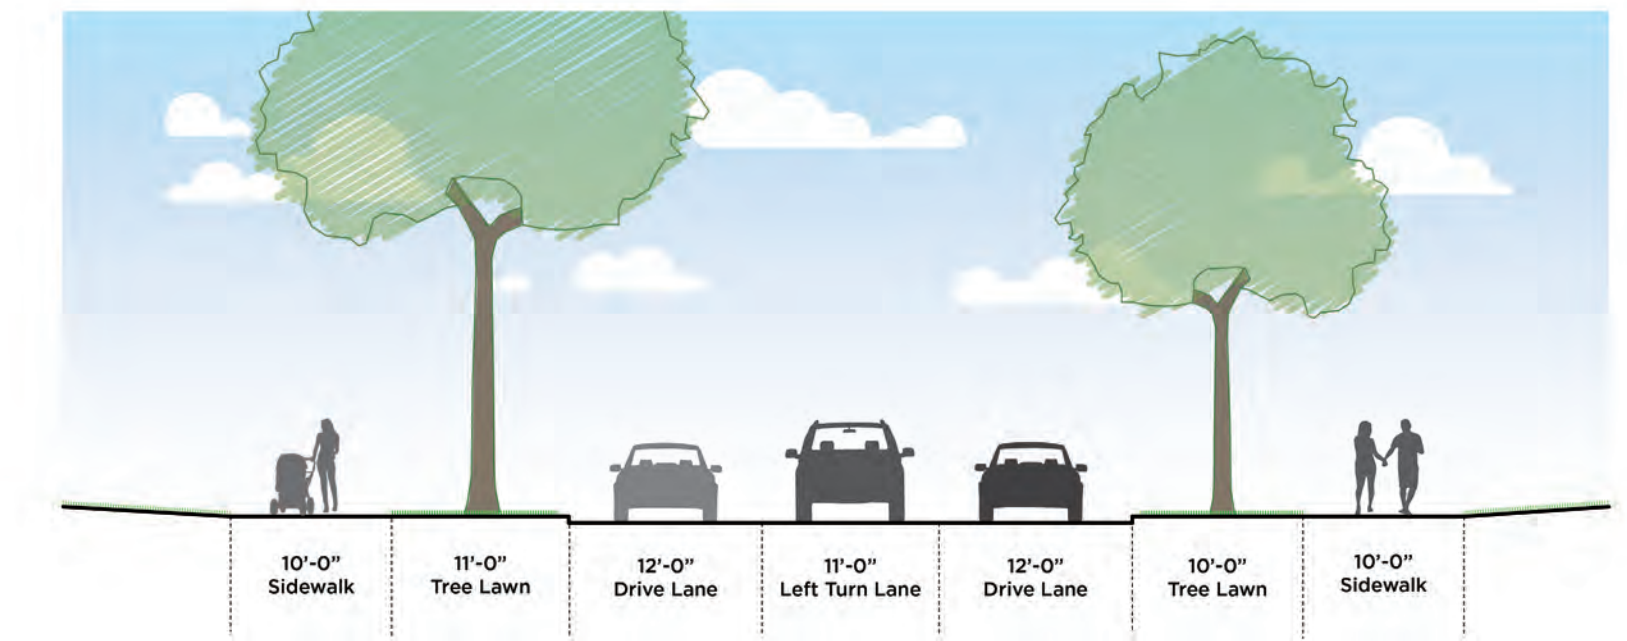 10'-0”
Sidewalk
11'-0”
Tree Lawn
12'-0”
Drive Lane
11'-0”
Left Turn Lane
12'-0”
Drive Lane
10'-0”
Tree Lawn
10'-0”
Sidewalk